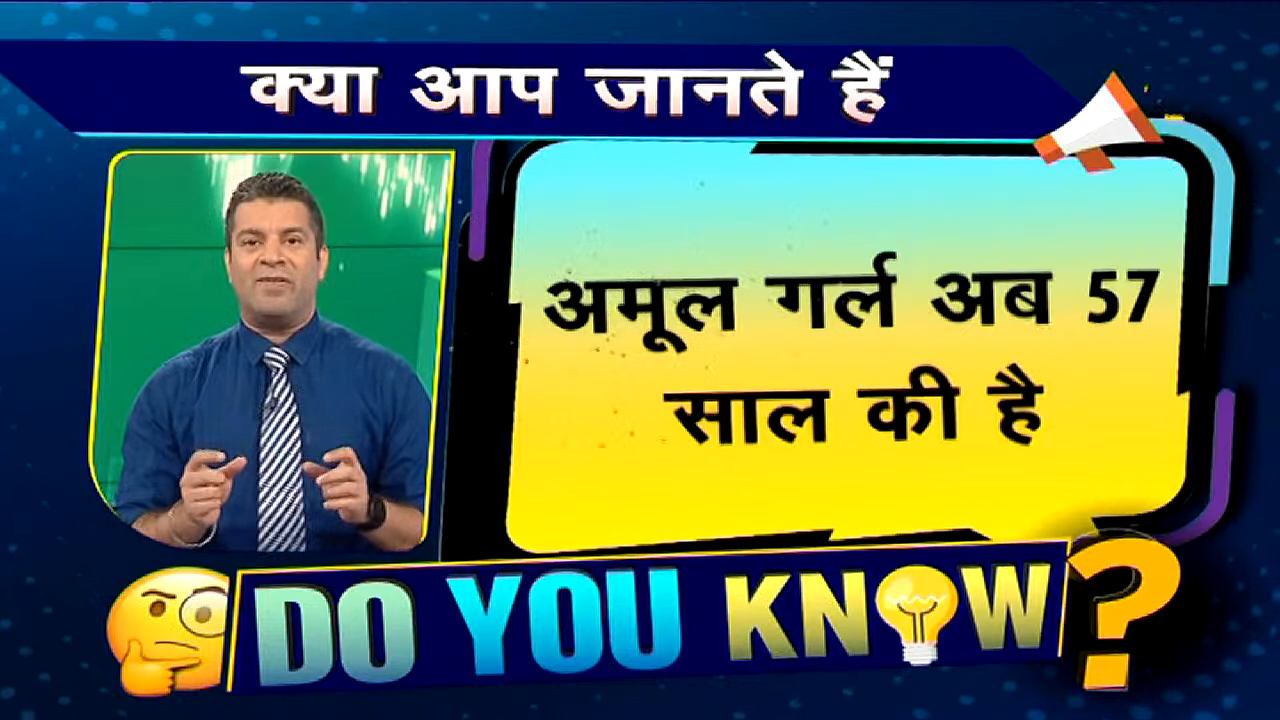 क्या आप जानते हैं
अमूल गर्ल अब 57
साल की है
DO YOU KNOW?